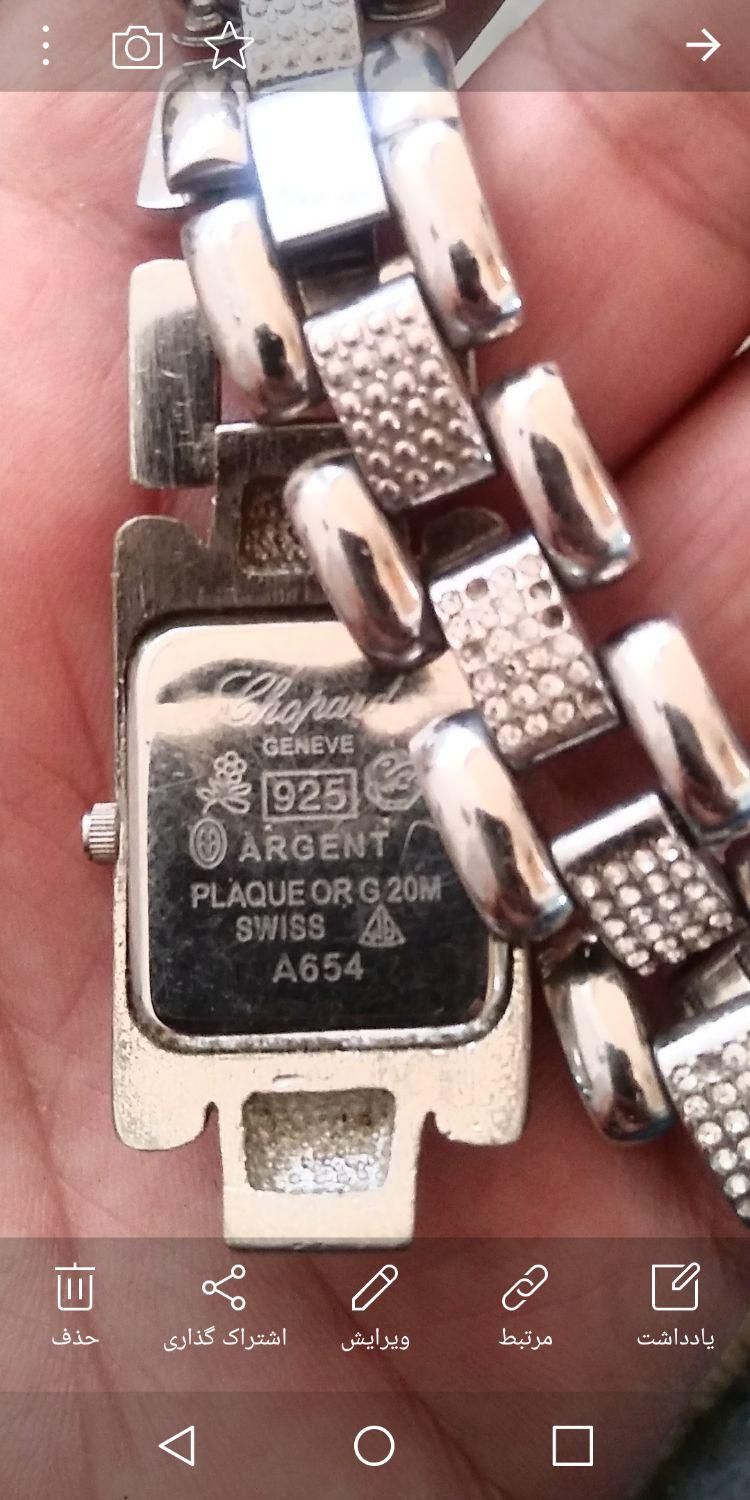 Chopard
GENEVE
925
ARGENT
PLAQUE OR G 20M
SWISS
A654
حذف
اشتراک گذاری
ویرایش
مرتبط
یادداشت